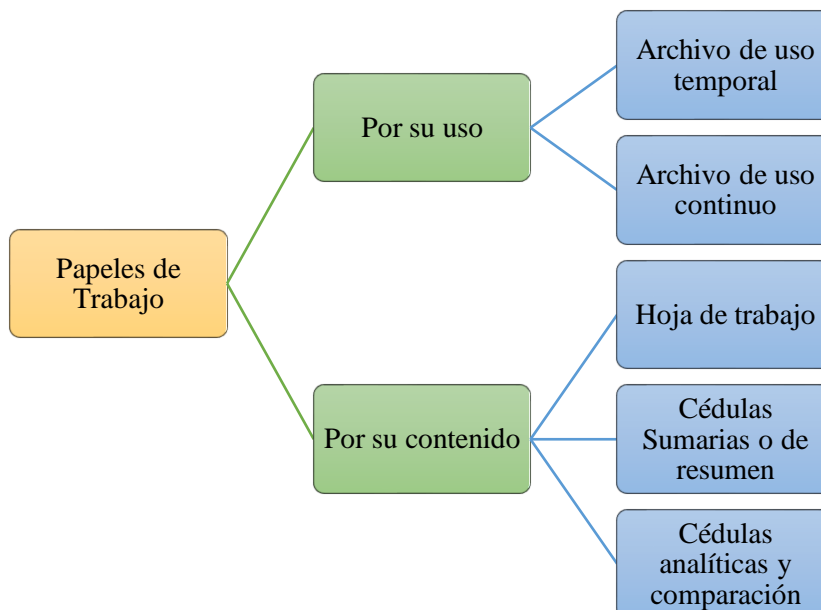 Papeles de
Trabajo
Por su uso
Archivo de uso
temporal
Archivo de uso
continuo
Por su contenido
Hoja de trabajo
Cédulas
Sumarias o de
resumen
Cédulas
analíticas y
comparación